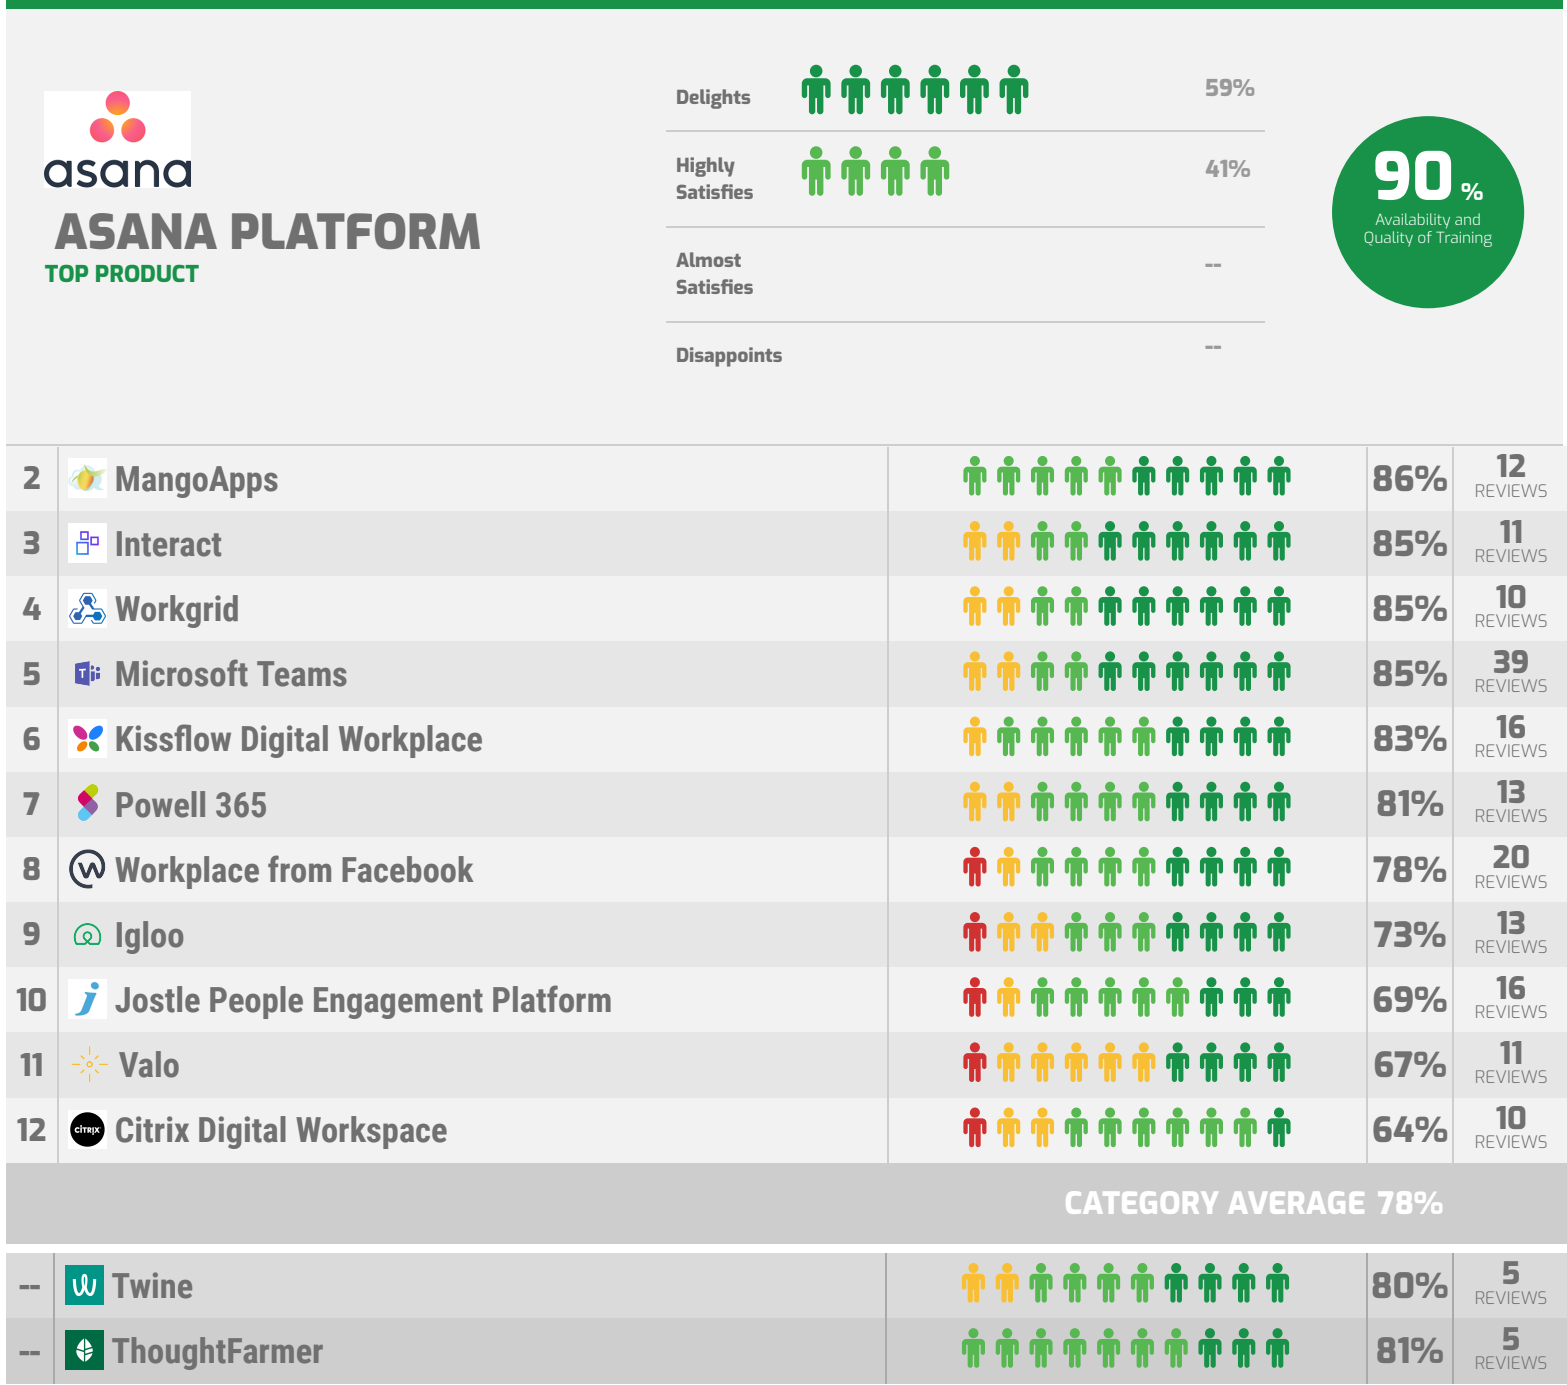 asana
ASANA PLATFORM
TOP PRODUCT
Delights 59%
Highly
Satisfies 41%
Almost
Satisfies --
Disappoints --
90 %
Availability and
Quality of Training
2 MangoApps 86% 12 REVIEWS
3 Interact 85% 11 REVIEWS
4 Workgrid 85% 10 REVIEWS
5 Microsoft Teams 85% 39 REVIEWS
6 Kissflow Digital Workplace 83% 16 REVIEWS
7 Powell 365 81% 13 REVIEWS
8 Workplace from Facebook 78% 20 REVIEWS
9 Igloo 73% 13 REVIEWS
10 Jostle People Engagement Platform 69% 16 REVIEWS
11 Valo 67% 11 REVIEWS
12 CİTRIX Citrix Digital Workspace 64% 10 REVIEWS
CATEGORY AVERAGE 78%
-- Twine 80% 5 REVIEWS
-- ThoughtFarmer 81% 5 REVIEWS